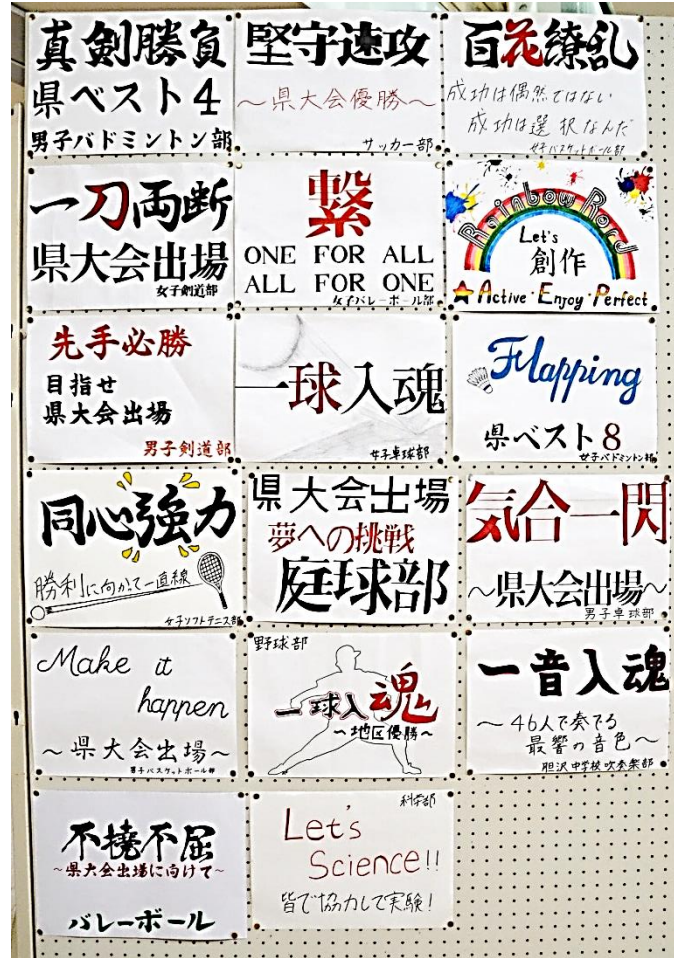 真剣勝負
県ベスト4
男子バドミントン部
堅守速攻
～県大会優勝～
サッカー部
百花繚乱
成功は偶然ではない
成功は選択なんだ
女子バスケットボール部
一刀両断
県大会出場
女子剣道部
繋
ONE FOR ALL
ALL FOR ONE
女子バレーボール部
Rainbow Rord
Let's
創作
★Active・Enjoy・Perfect
先手必勝
目指せ
県大会出場
男子剣道部
一球入魂
女子卓球部
Flapping
県ベスト8
女子バドミントン部
同心強力
勝利に向かって一直線
女子ソフトテニス部
県大会出場
夢への挑戦
庭球部
気合一閃
～県大会出場～
男子卓球部
Make it
happen
～県大会出場～
男子バスケットボール部
野球部
一球入魂
～地区優勝～
一音入魂
～46人で奏でる
最響の音色～
胆沢中学校吹奏楽部
不撓不屈
～県大会出場に向けて～
バレーボール
科学部
Let's
Science!!
皆で協力して実験!